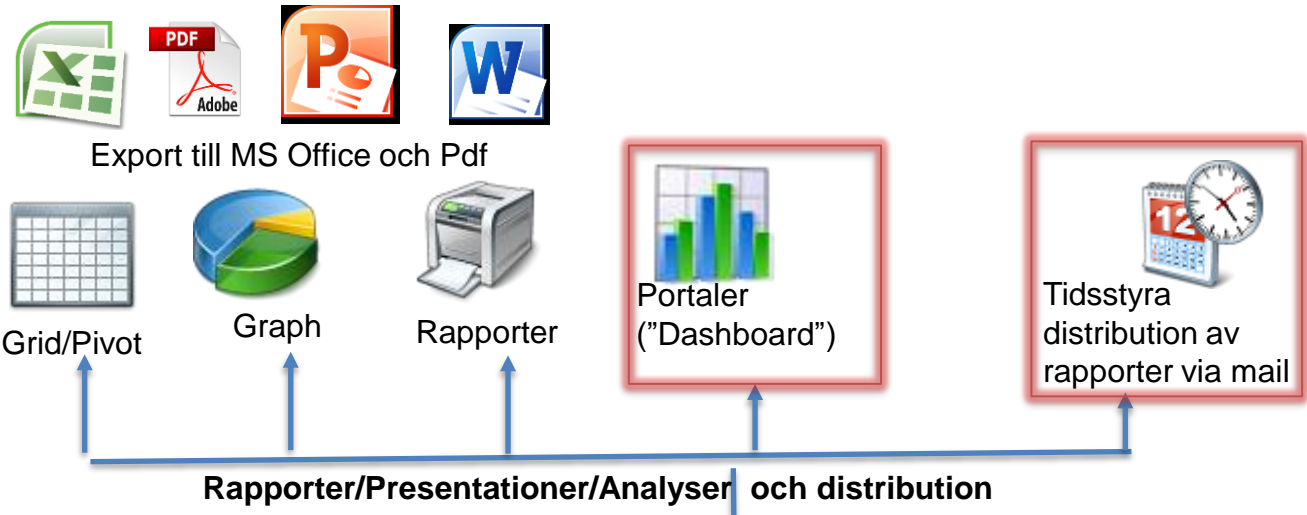 PDF
Adobe
Export till MS Office och Pdf
12
Grid/Pivot
Graph
Rapporter
Portaler
(”Dashboard”)
Tidsstyra
distribution av
rapporter via mail
Rapporter/Presentationer/Analyser och distribution